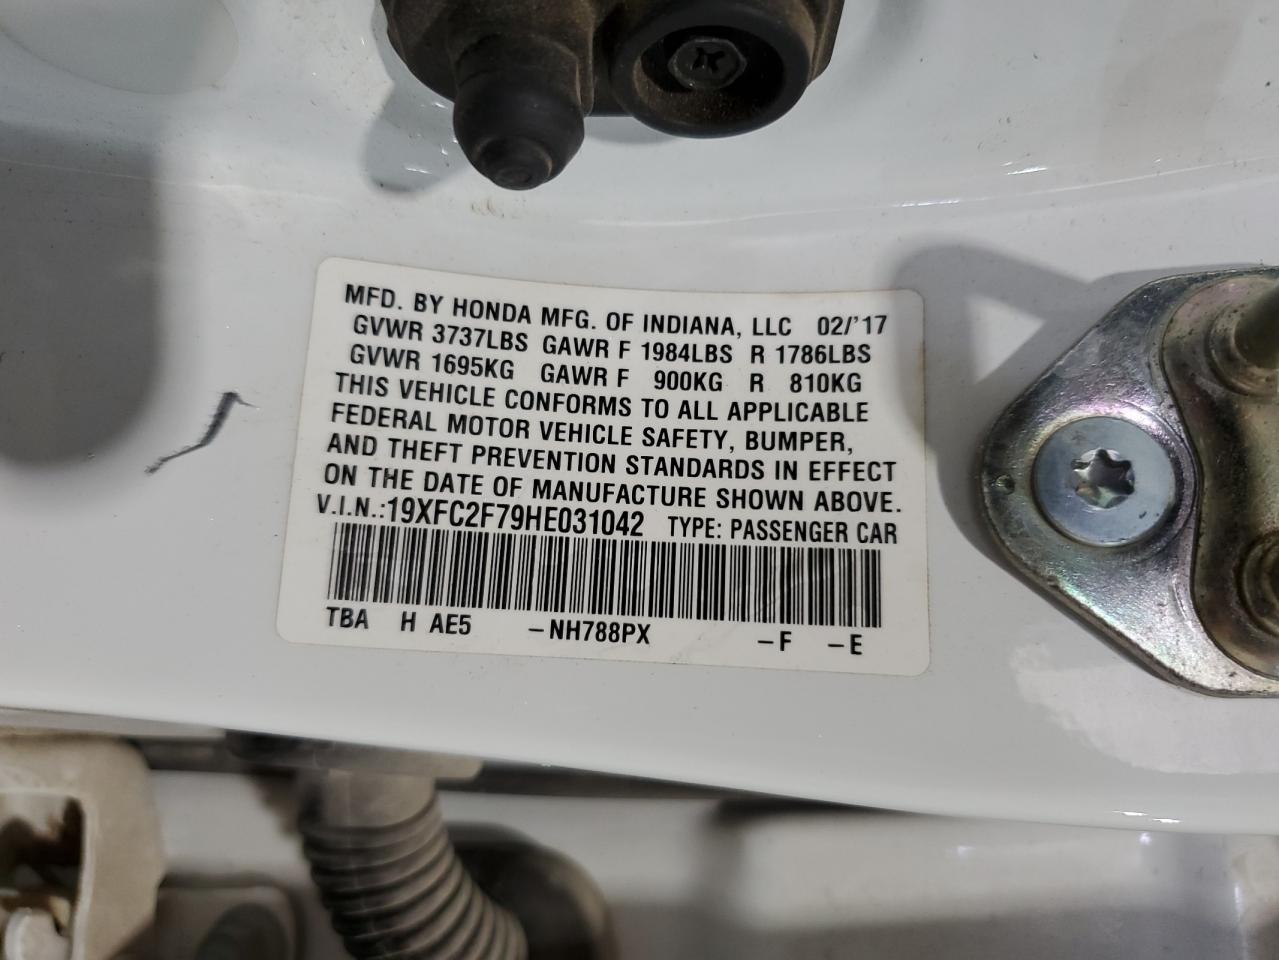 MFD. BY HONDA MFG. OF INDIANA, LLC 02/'17
GVWR 3737LBS GAWR F 1984LBS R 1786LBS
GVWR 1695KG GAWR F 900KG R 810KG
THIS VEHICLE CONFORMS TO ALL APPLICABLE
FEDERAL MOTOR VEHICLE SAFETY, BUMPER,
AND THEFT PREVENTION STANDARDS IN EFFECT
ON THE DATE OF MANUFACTURE SHOWN ABOVE.
V.I.N.:19XFC2F79HE031042 TYPE: PASSENGER CAR
TBA H AE5 –NH788PX –F –E